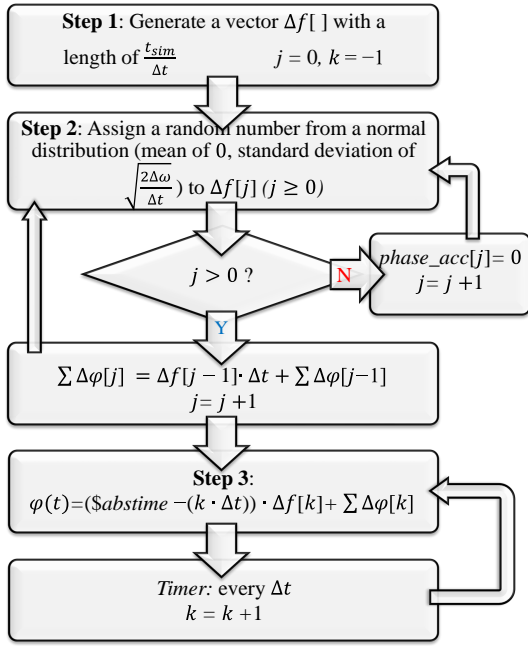 Step 1: Generate a vector Δf[ ] with a
length of t_sim/Δt j = 0, k = −1
Step 2: Assign a random number from a normal
distribution (mean of 0, standard deviation of
√(2Δω/Δt) ) to Δf[j] (j ≥ 0)
j > 0 ?
N
phase_acc[j]= 0
j= j +1
Y
∑ Δφ[j] = Δf[j − 1]· Δt + ∑ Δφ[j−1]
j= j +1
Step 3:
φ(t)=($abstime −(k · Δt)) · Δf[k]+ ∑ Δφ[k]
Timer: every Δt
k = k +1